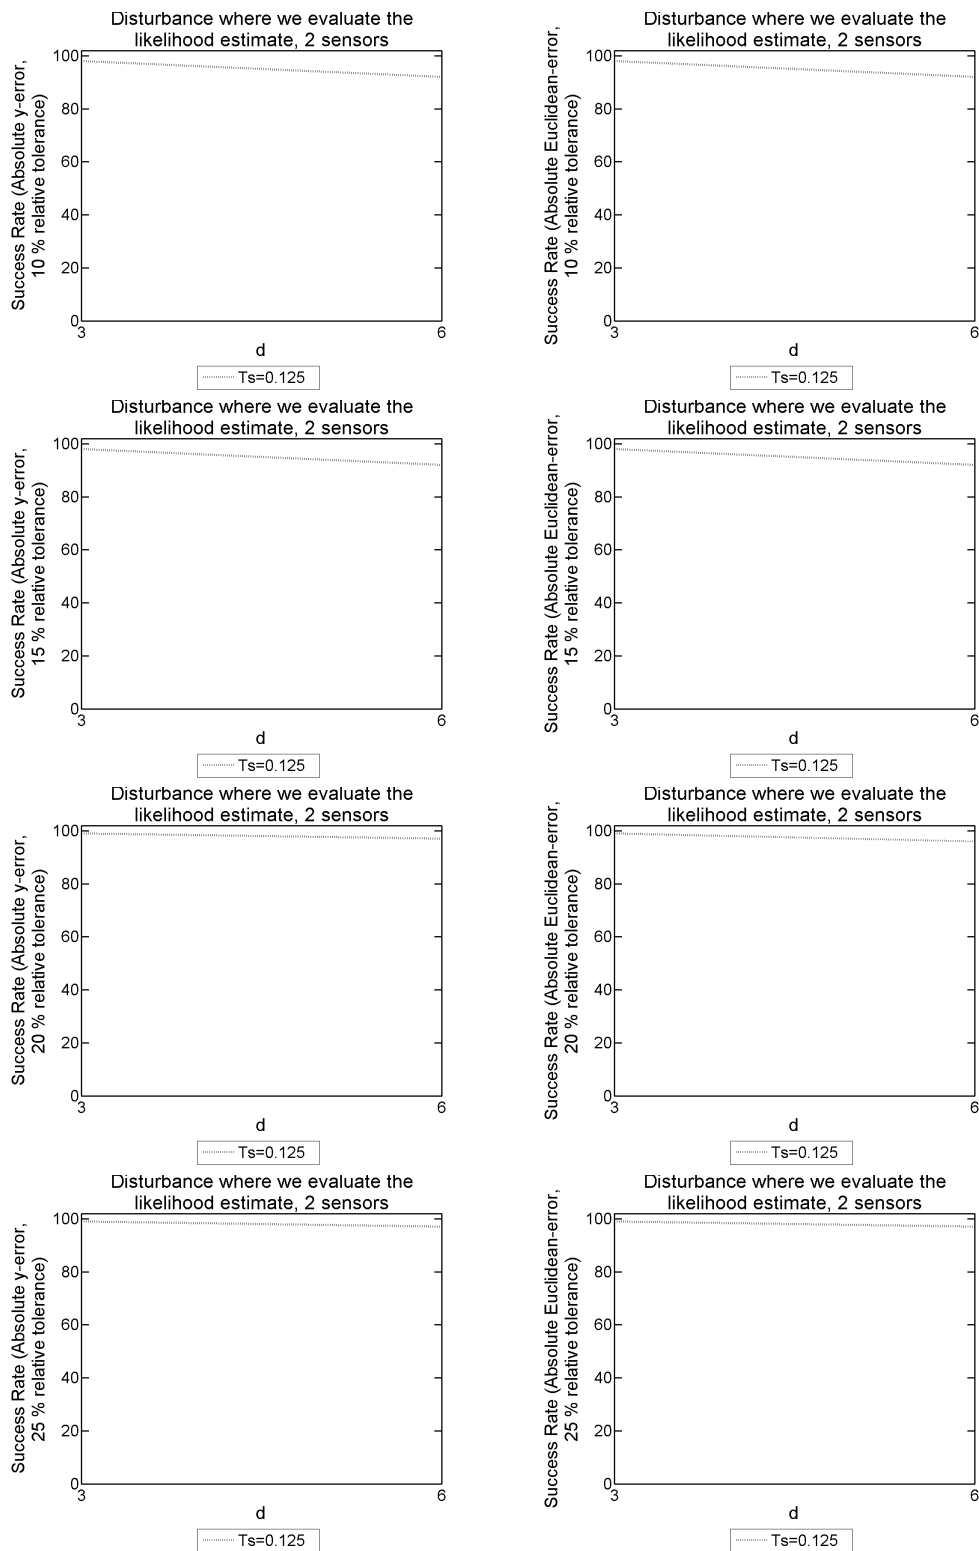 Disturbance where we evaluate the
likelihood estimate, 2 sensors
Success Rate (Absolute y-error,
10 % relative tolerance)
100
80
60
40
20
0
3
6
d
Ts=0.125
Disturbance where we evaluate the
likelihood estimate, 2 sensors
Success Rate (Absolute Euclidean-error,
10 % relative tolerance)
100
80
60
40
20
0
3
6
d
Ts=0.125
Disturbance where we evaluate the
likelihood estimate, 2 sensors
Success Rate (Absolute y-error,
15 % relative tolerance)
100
80
60
40
20
0
3
6
d
Ts=0.125
Disturbance where we evaluate the
likelihood estimate, 2 sensors
Success Rate (Absolute Euclidean-error,
15 % relative tolerance)
100
80
60
40
20
0
3
6
d
Ts=0.125
Disturbance where we evaluate the
likelihood estimate, 2 sensors
Success Rate (Absolute y-error,
20 % relative tolerance)
100
80
60
40
20
0
3
6
d
Ts=0.125
Disturbance where we evaluate the
likelihood estimate, 2 sensors
Success Rate (Absolute Euclidean-error,
20 % relative tolerance)
100
80
60
40
20
0
3
6
d
Ts=0.125
Disturbance where we evaluate the
likelihood estimate, 2 sensors
Success Rate (Absolute y-error,
25 % relative tolerance)
100
80
60
40
20
0
3
6
d
Ts=0.125
Disturbance where we evaluate the
likelihood estimate, 2 sensors
Success Rate (Absolute Euclidean-error,
25 % relative tolerance)
100
80
60
40
20
0
3
6
d
Ts=0.125